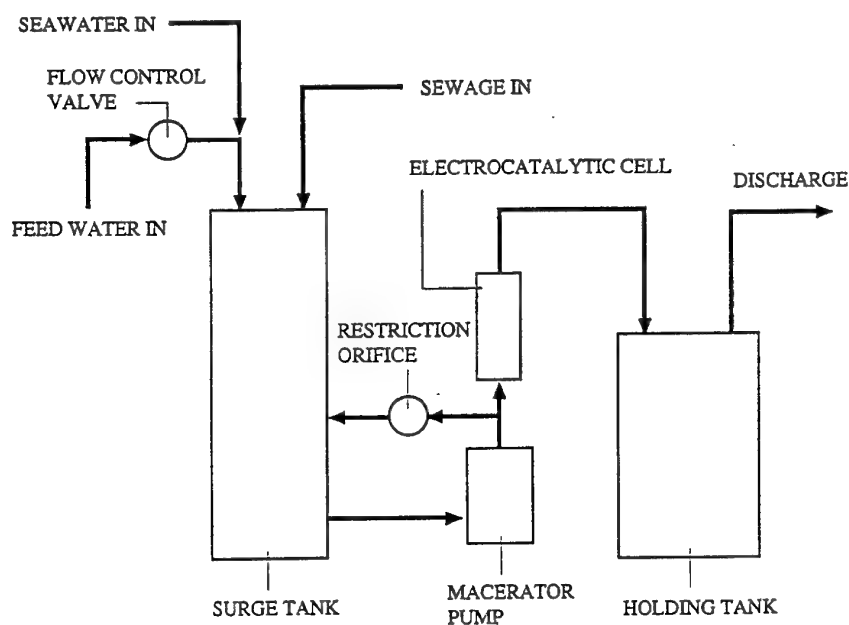 SEAWATER IN
FLOW CONTROL
VALVE
SEWAGE IN
ELECTROCATALYTIC CELL
DISCHARGE
FEED WATER IN
RESTRICTION
ORIFICE
SURGE TANK
MACERATOR
PUMP
HOLDING TANK